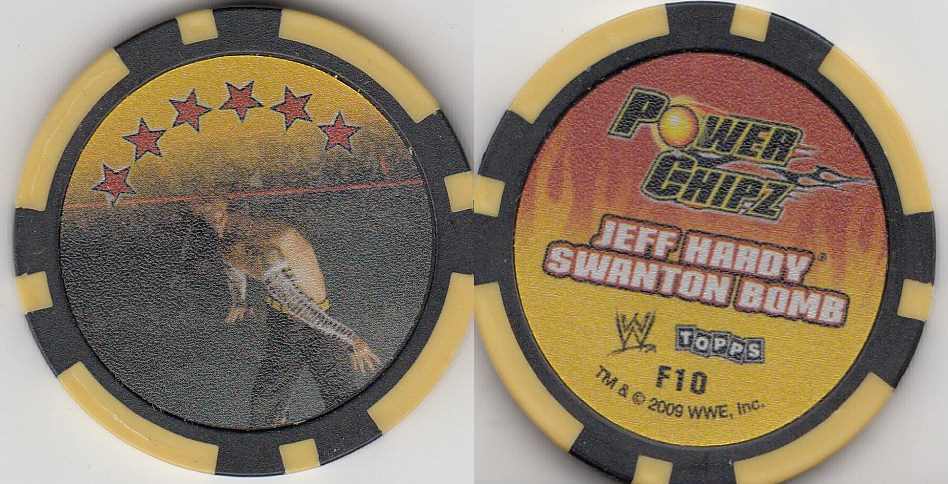 POWER
CHIPZ
JEFF HARDY®
SWANTON BOMB
W TOPPS
F10
TM & © 2009 WWE, Inc.